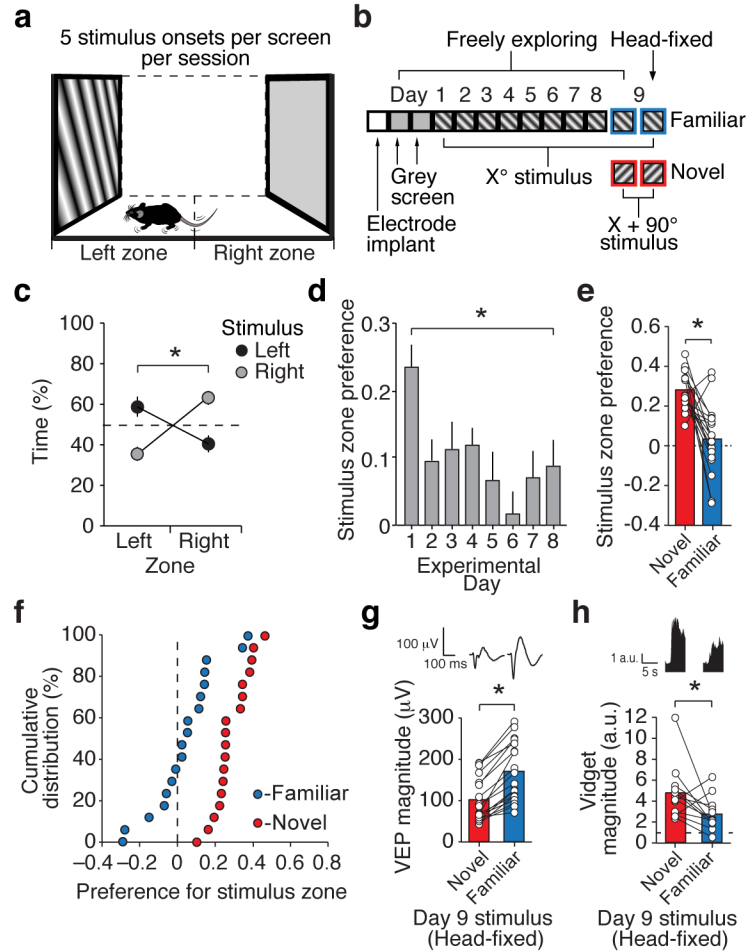 a
5 stimulus onsets per screen
per session
Left zone
Right zone
b
Freely exploring
Head-fixed
Day 1 2 3 4 5 6 7 8 9
Familiar
Novel
Grey
screen
X° stimulus
Electrode
implant
X + 90°
stimulus
c
Stimulus
Left
Right
*
Time (%)
100
80
60
40
20
0
Left Right
Zone
d
*
Stimulus zone preference
0.3
0.2
0.1
0
1 2 3 4 5 6 7 8
Experimental
Day
e
*
Stimulus zone preference
0.6
0.4
0.2
0
-0.2
-0.4
Novel
Familiar
f
Cumulative
distribution (%)
100
80
60
40
20
0
-Familiar
-Novel
–0.4 –0.2 0 0.2 0.4 0.6 0.8
Preference for stimulus zone
g
100 μV
100 ms
*
VEP magnitude (μV)
300
200
100
0
Novel
Familiar
Day 9 stimulus
(Head-fixed)
h
1 a.u.
5 s
*
Vidget
magnitude (a.u.)
12
10
8
6
4
2
0
Novel
Familiar
Day 9 stimulus
(Head-fixed)